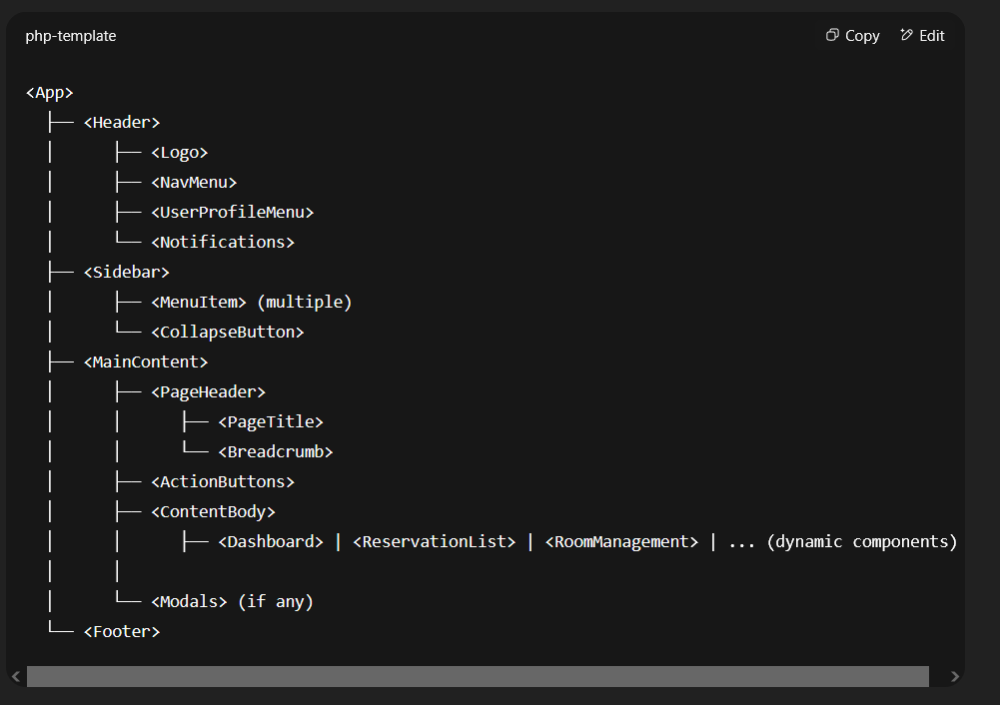 php-template
Copy
Edit
<App>
├── <Header>
│      ├── <Logo>
│      ├── <NavMenu>
│      ├── <UserProfileMenu>
│      └── <Notifications>
├── <Sidebar>
│      ├── <MenuItem> (multiple)
│      └── <CollapseButton>
├── <MainContent>
│      ├── <PageHeader>
│      │      ├── <PageTitle>
│      │      └── <Breadcrumb>
│      ├── <ActionButtons>
│      ├── <ContentBody>
│      │      ├── <Dashboard> | <ReservationList> | <RoomManagement> | ... (dynamic components)
│      │
│      └── <Modals> (if any)
└── <Footer>